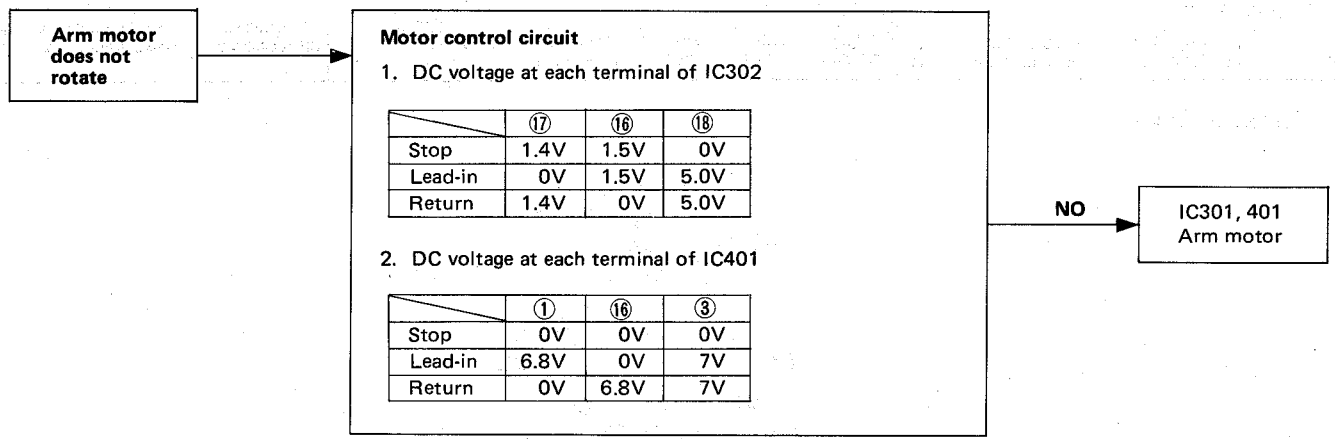 Arm motor
does not
rotate
Motor control circuit
1. DC voltage at each terminal of IC302
⑰ ⑯ ⑱
Stop 1.4V 1.5V 0V
Lead-in 0V 1.5V 5.0V
Return 1.4V 0V 5.0V
2. DC voltage at each terminal of IC401
① ⑯ ③
Stop 0V 0V 0V
Lead-in 6.8V 0V 7V
Return 0V 6.8V 7V
NO
IC301, 401
Arm motor